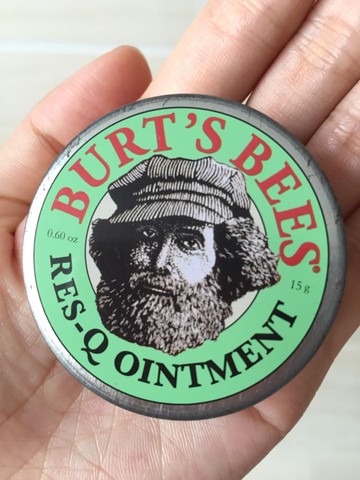 BURT'S BEES®
0.60 oz
15 g
RES-Q OINTMENT